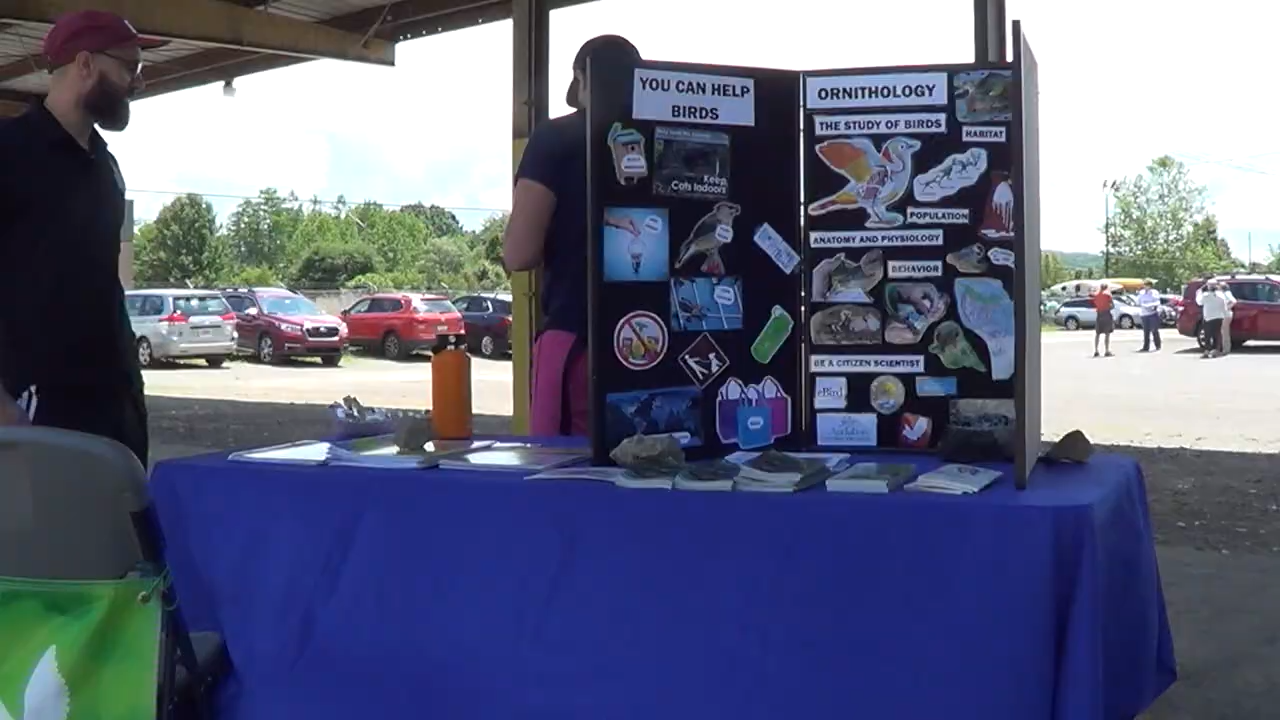 YOU CAN HELP
BIRDS
Keep
Cats Indoors
ORNITHOLOGY
THE STUDY OF BIRDS
HABITAT
POPULATION
ANATOMY AND PHYSIOLOGY
BEHAVIOR
BE A CITIZEN SCIENTIST
eBird
Audubon